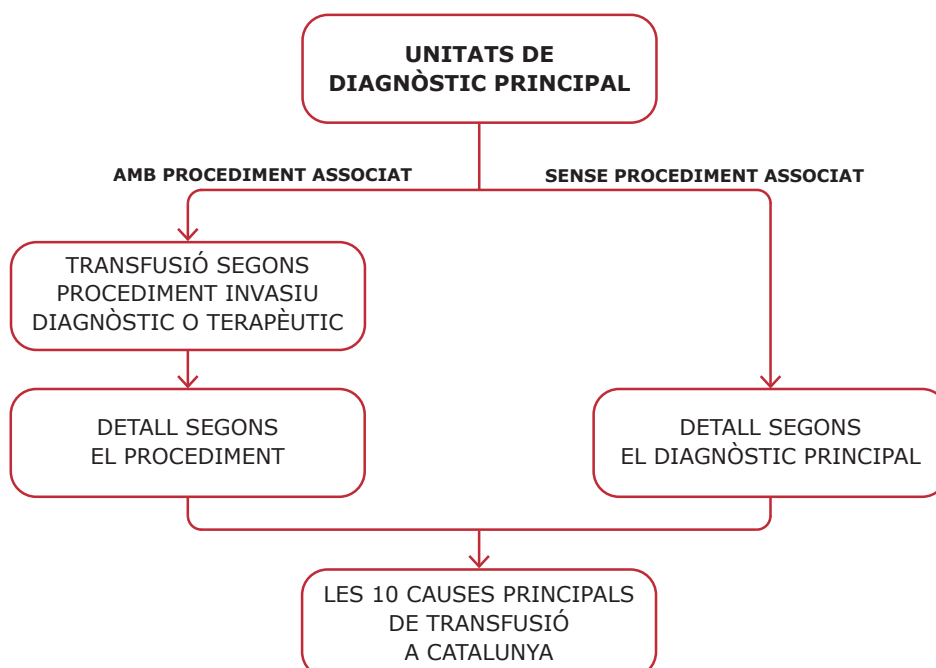 UNITATS DE
DIAGNÒSTIC PRINCIPAL
AMB PROCEDIMENT ASSOCIAT
SENSE PROCEDIMENT ASSOCIAT
TRANSFUSIÓ SEGONS
PROCEDIMENT INVASIU
DIAGNÒSTIC O TERAPÈUTIC
DETALL SEGONS
EL PROCEDIMENT
DETALL SEGONS
EL DIAGNÒSTIC PRINCIPAL
LES 10 CAUSES PRINCIPALS
DE TRANSFUSIÓ
A CATALUNYA